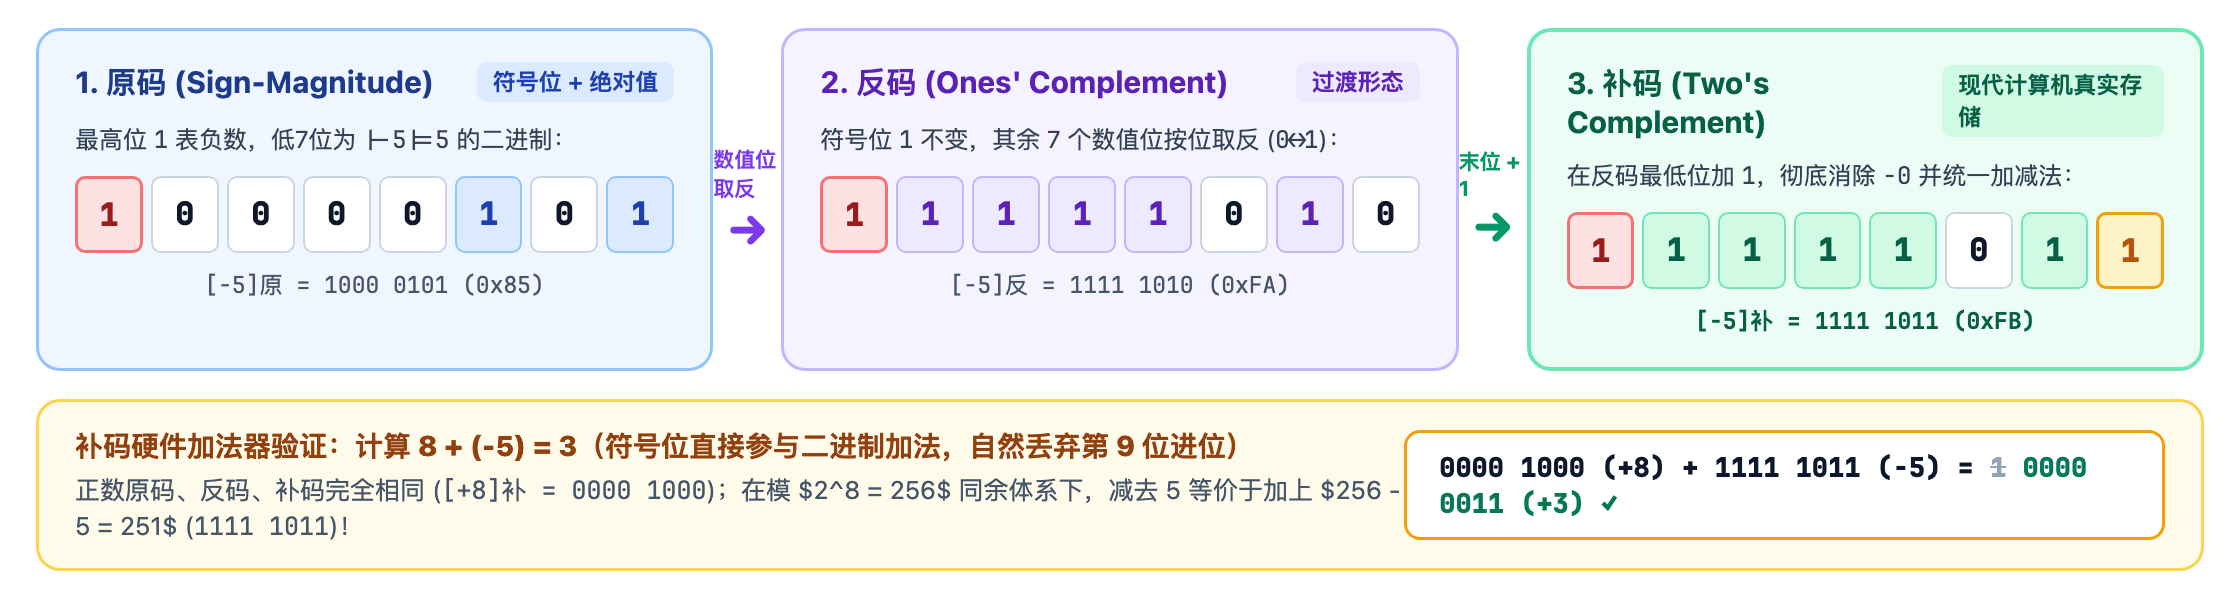 1. 原码 (Sign-Magnitude)
符号位 + 绝对值
最高位 1 表负数，低7位为 |-5|=5 的二进制：
1 0 0 0 0 1 0 1
[-5]原 = 1000 0101 (0x85)
数值位
取反
➜
2. 反码 (Ones' Complement)
过渡形态
符号位 1 不变，其余 7 个数值位按位取反 (0↔1)：
1 1 1 1 1 0 1 0
[-5]反 = 1111 1010 (0xFA)
末位 +
1
➜
3. 补码 (Two's
Complement)
现代计算机真实存
储
在反码最低位加 1，彻底消除 -0 并统一加减法：
1 1 1 1 1 0 1 1
[-5]补 = 1111 1011 (0xFB)
补码硬件加法器验证：计算 8 + (-5) = 3（符号位直接参与二进制加法，自然丢弃第 9 位进位）
正数原码、反码、补码完全相同 ([+8]补 = 0000 1000)；在模 $2^8 = 256$ 同余体系下，减去 5 等价于加上 $256 -
5 = 251$ (1111 1011)！
0000 1000 (+8) + 1111 1011 (-5) = 1 0000
0011 (+3) ✓